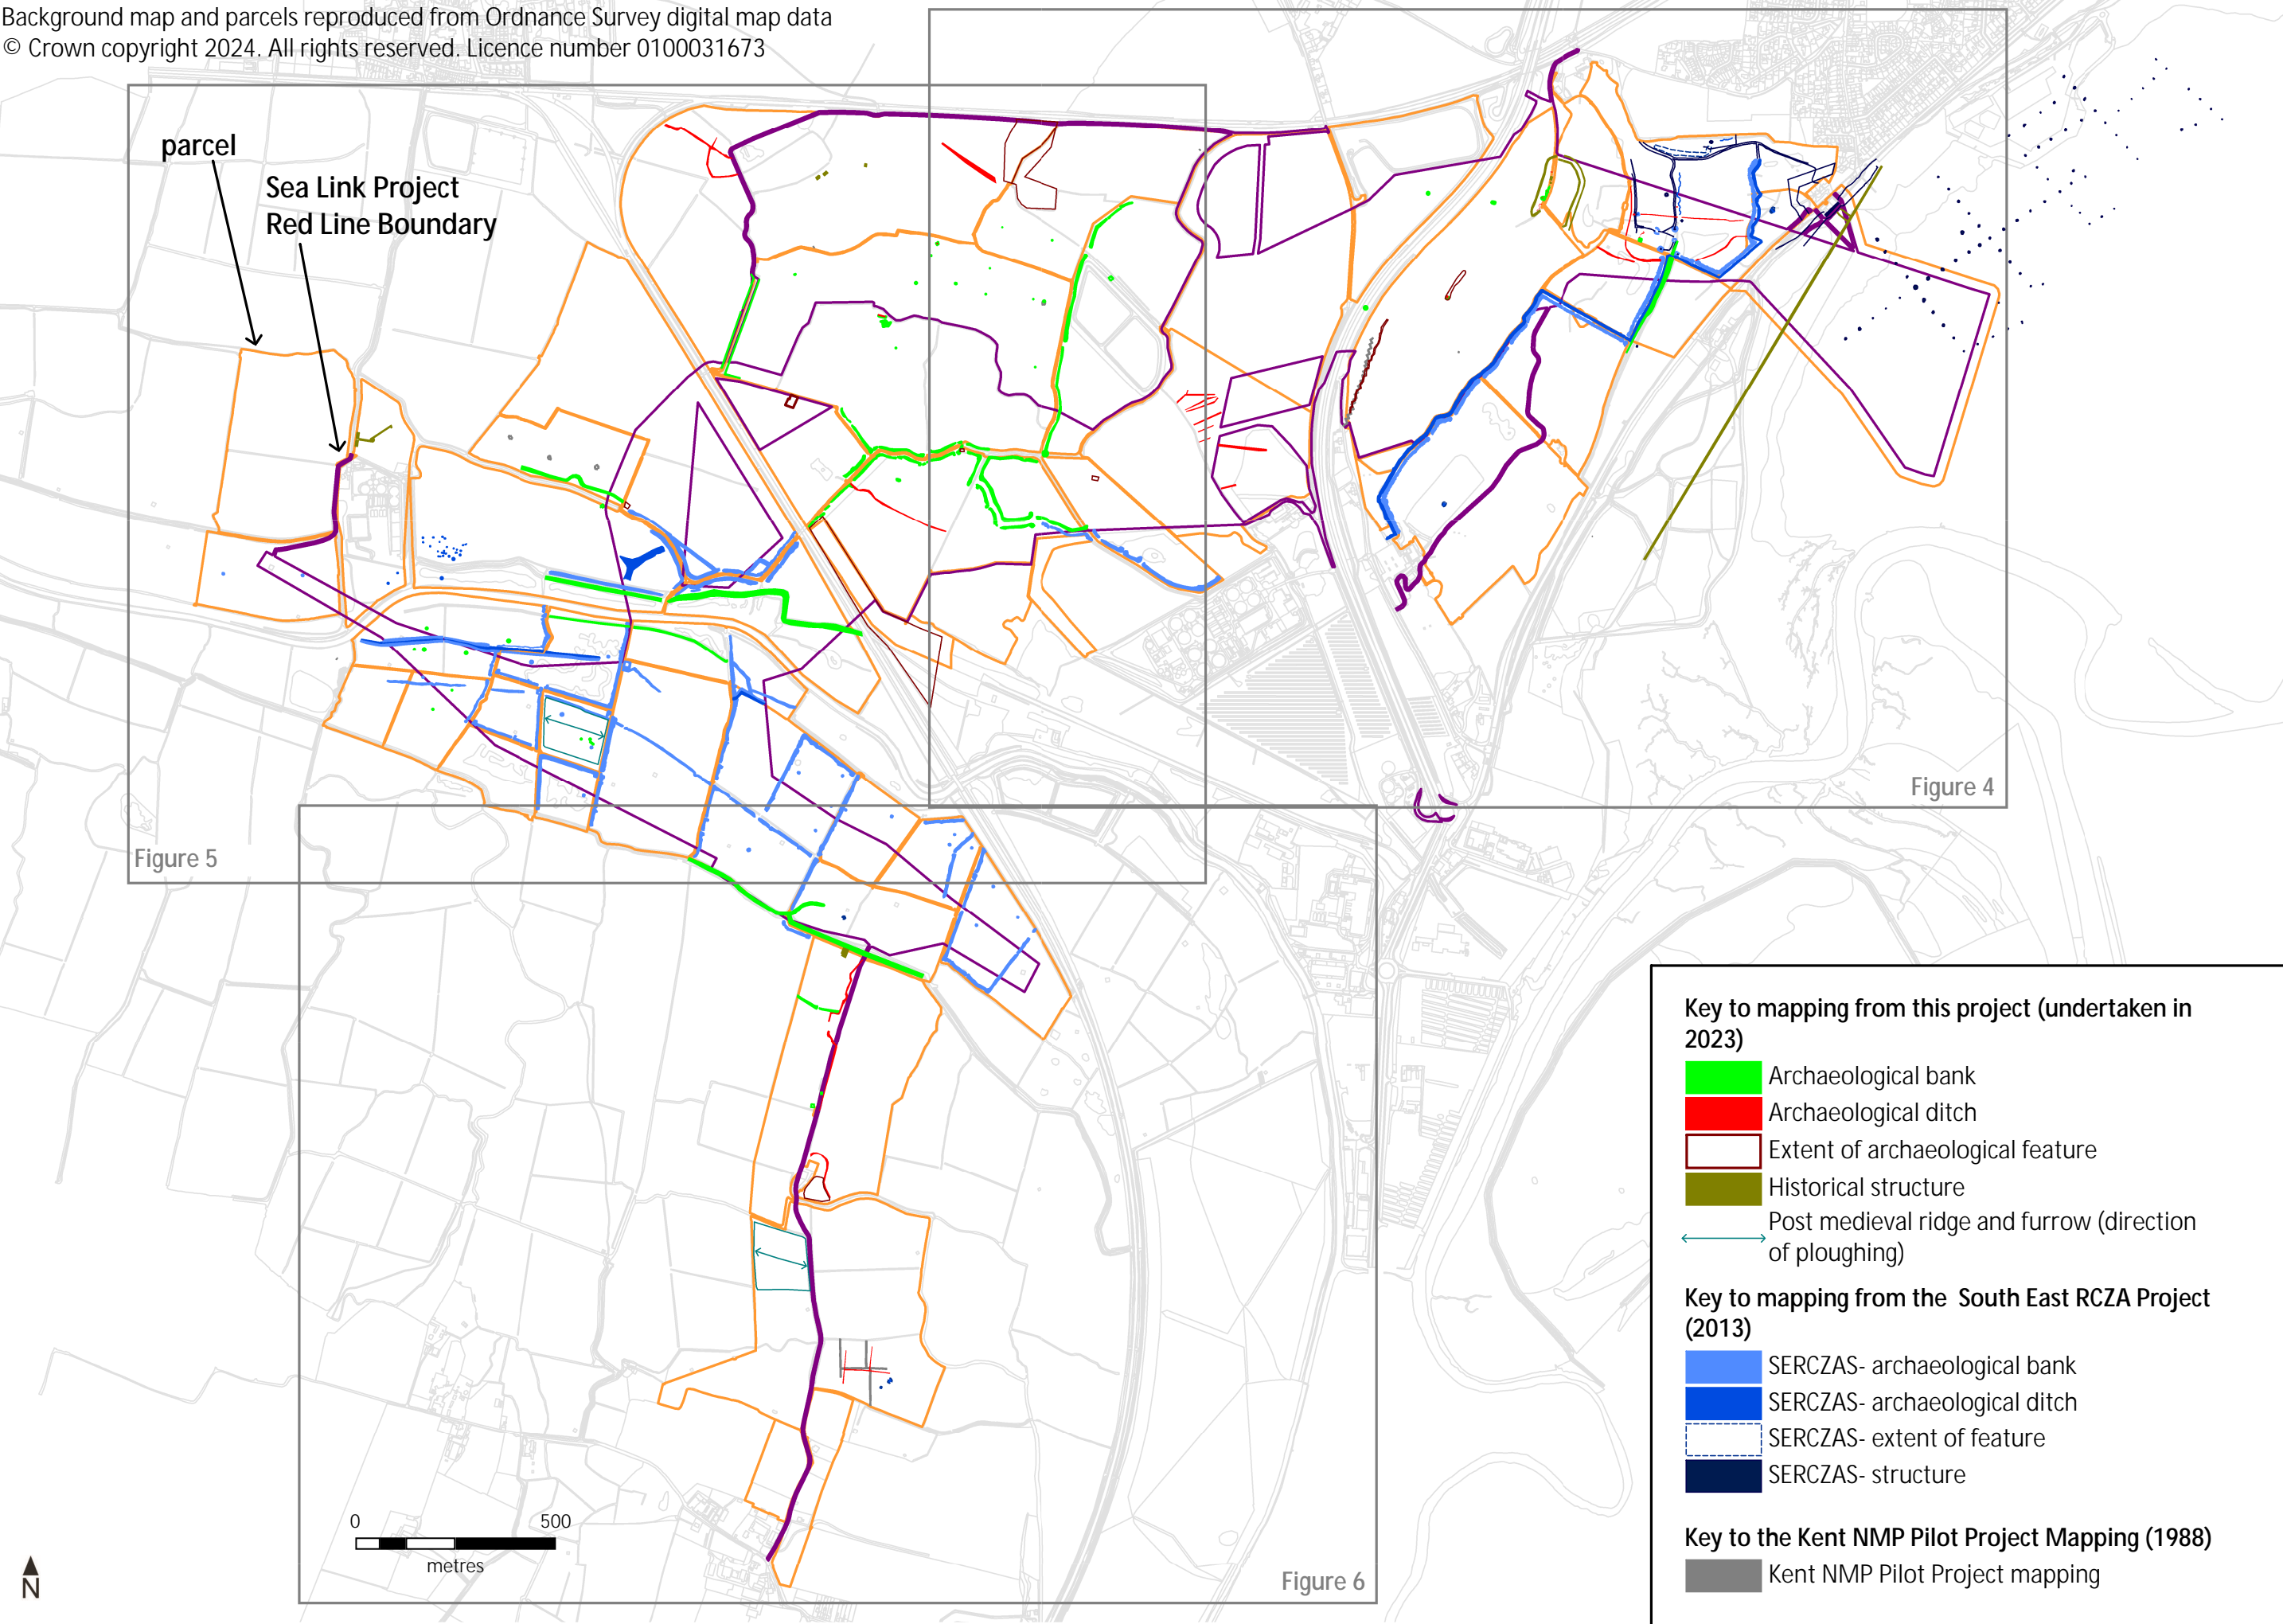 Background map and parcels reproduced from Ordnance Survey digital map data
© Crown copyright 2024. All rights reserved. Licence number 0100031673
parcel
Sea Link Project
Red Line Boundary
Figure 4
Figure 5
Figure 6
0 500
metres
N
Key to mapping from this project (undertaken in
2023)
Archaeological bank
Archaeological ditch
Extent of archaeological feature
Historical structure
Post medieval ridge and furrow (direction
of ploughing)
Key to mapping from the South East RCZA Project
(2013)
SERCZAS- archaeological bank
SERCZAS- archaeological ditch
SERCZAS- extent of feature
SERCZAS- structure
Key to the Kent NMP Pilot Project Mapping (1988)
Kent NMP Pilot Project mapping